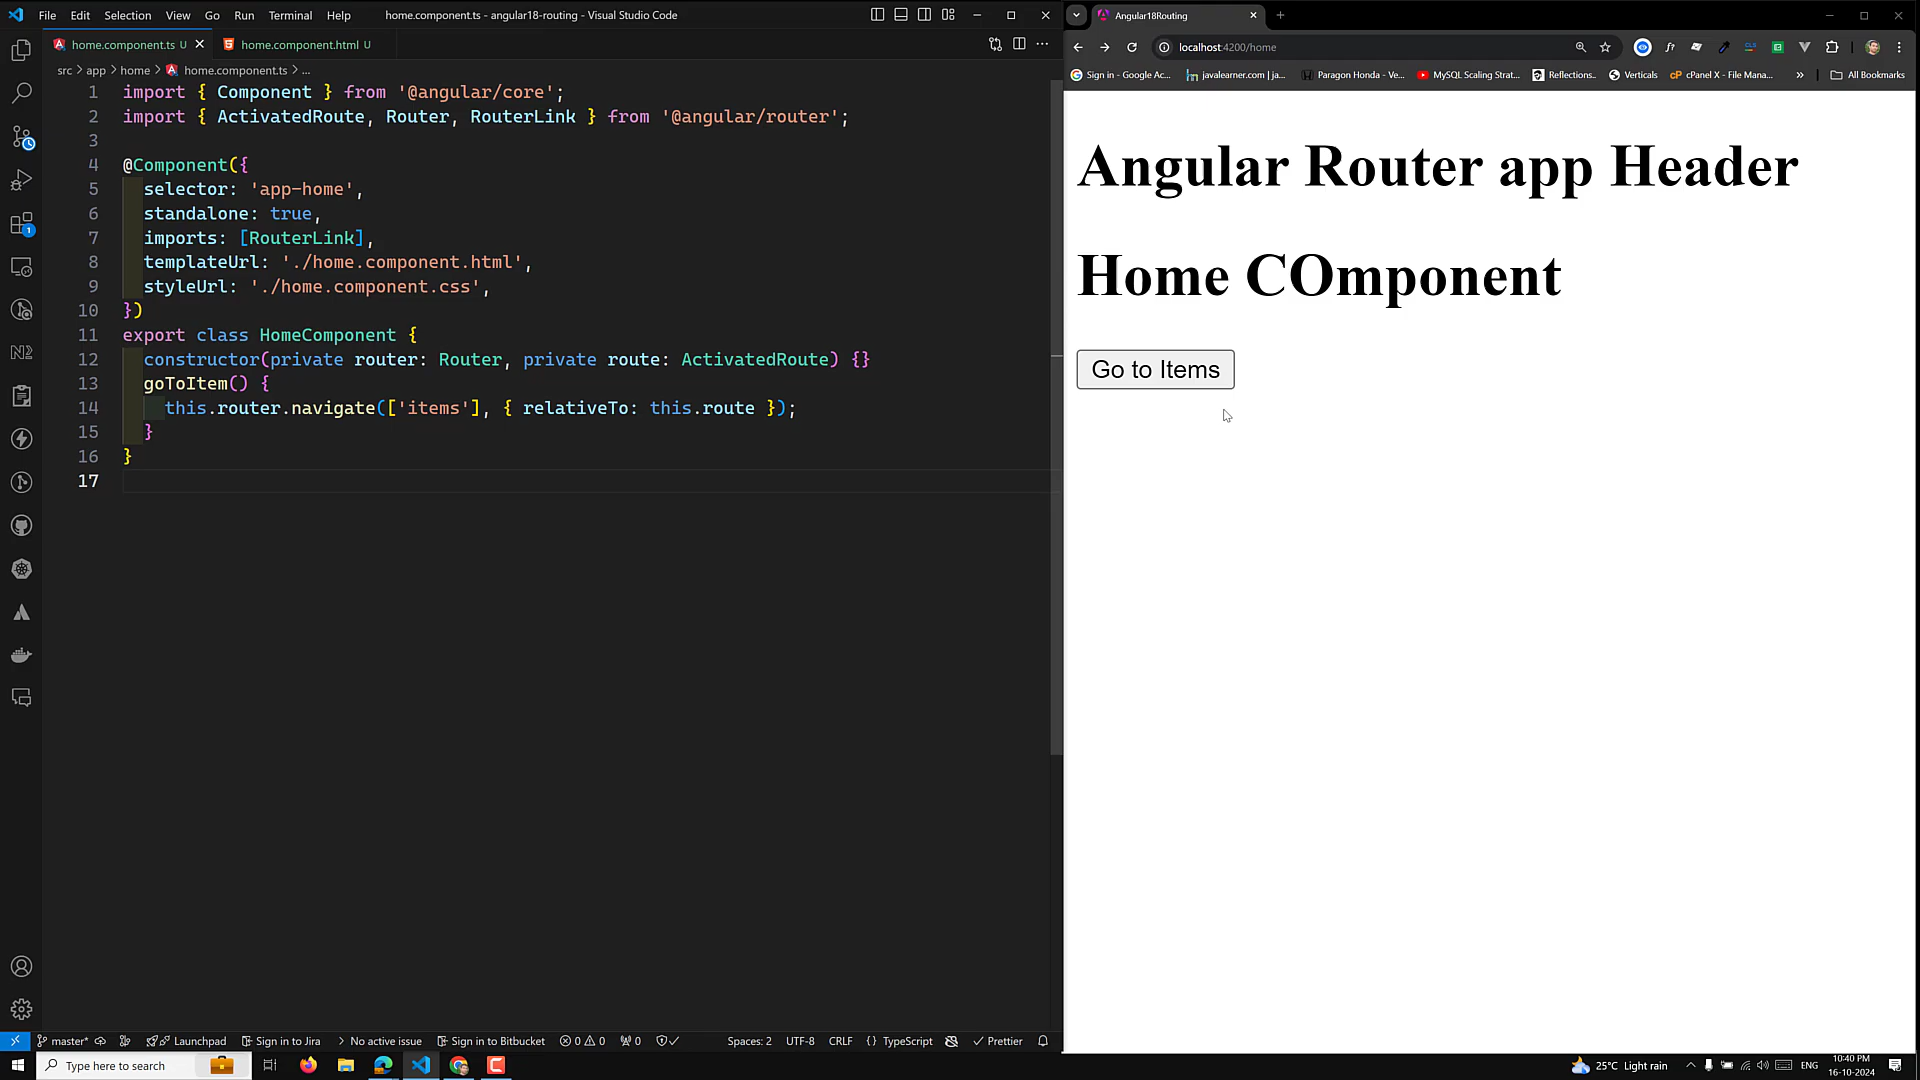 File Edit Selection View Go Run Terminal Help
home.component.ts - angular18-routing - Visual Studio Code
home.component.ts U
home.component.html U
src > app > home > home.component.ts > ...
1 import { Component } from '@angular/core';
2 import { ActivatedRoute, Router, RouterLink } from '@angular/router';
3
4 @Component({
5 selector: 'app-home',
6 standalone: true,
7 imports: [RouterLink],
8 templateUrl: './home.component.html',
9 styleUrl: './home.component.css',
10 })
11 export class HomeComponent {
12 constructor(private router: Router, private route: ActivatedRoute) {}
13 goToItem() {
14 this.router.navigate(['items'], { relativeTo: this.route });
15 }
16 }
17
master*
Launchpad
Sign in to Jira
No active issue
Sign in to Bitbucket
0 0
0
Spaces: 2
UTF-8
CRLF
{ } TypeScript
Prettier
Angular18Routing
localhost:4200/home
Sign in - Google Ac...
javalearner.com | ja...
Paragon Honda - Ve...
MySQL Scaling Strat...
Reflections..
Verticals
cPanel X - File Mana...
»
All Bookmarks
Angular Router app Header
Home COmponent
Go to Items
Type here to search
25°C Light rain
ENG
10:40 PM
16-10-2024